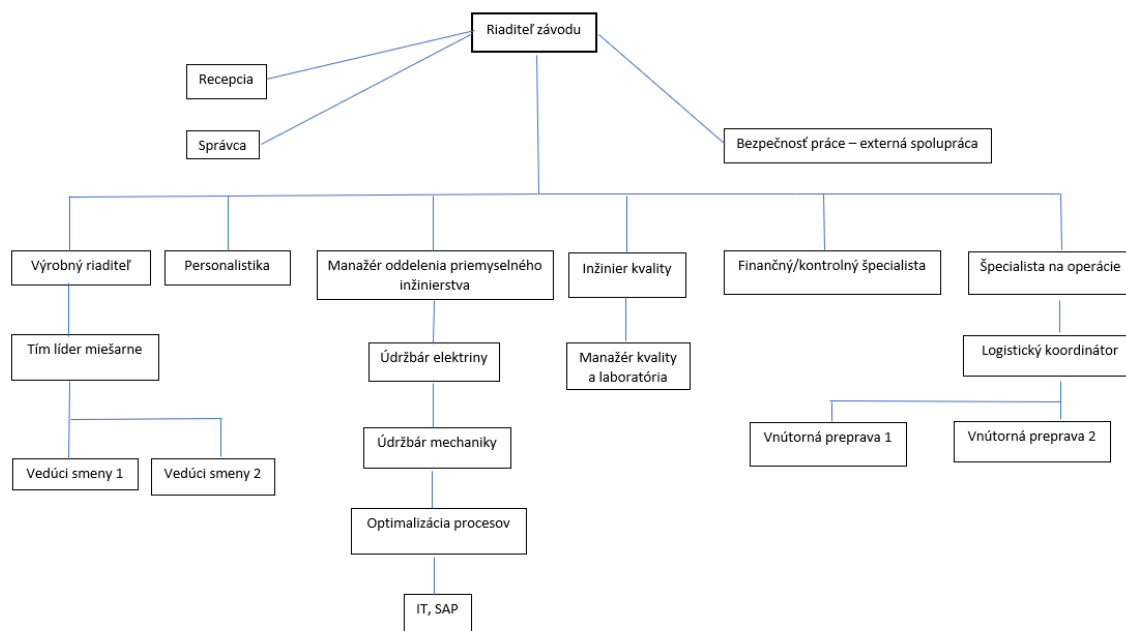 Riaditeľ závodu
Recepcia
Správca
Bezpečnosť práce – externá spolupráca
Výrobný riaditeľ
Personalistika
Manažér oddelenia priemyselného
inžinierstva
Inžinier kvality
Finančný/kontrolný špecialista
Špecialista na operácie
Tím líder miešarne
Údržbár elektriny
Manažér kvality
a laboratória
Logistický koordinátor
Vedúci smeny 1
Vedúci smeny 2
Údržbár mechaniky
Vnútorná preprava 1
Vnútorná preprava 2
Optimalizácia procesov
IT, SAP